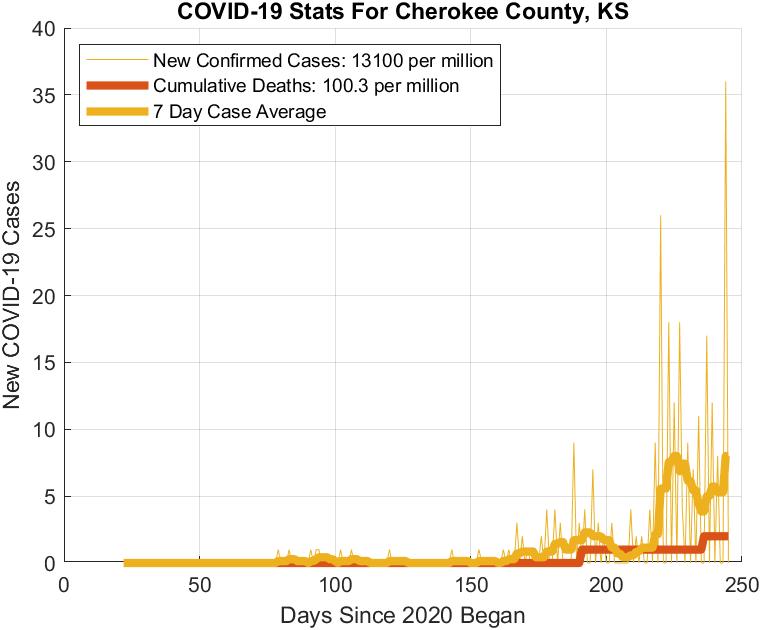 COVID-19 Stats For Cherokee County, KS
New Confirmed Cases: 13100 per million
Cumulative Deaths: 100.3 per million
7 Day Case Average
New COVID-19 Cases
40
35
30
25
20
15
10
5
0
0 50 100 150 200 250
Days Since 2020 Began